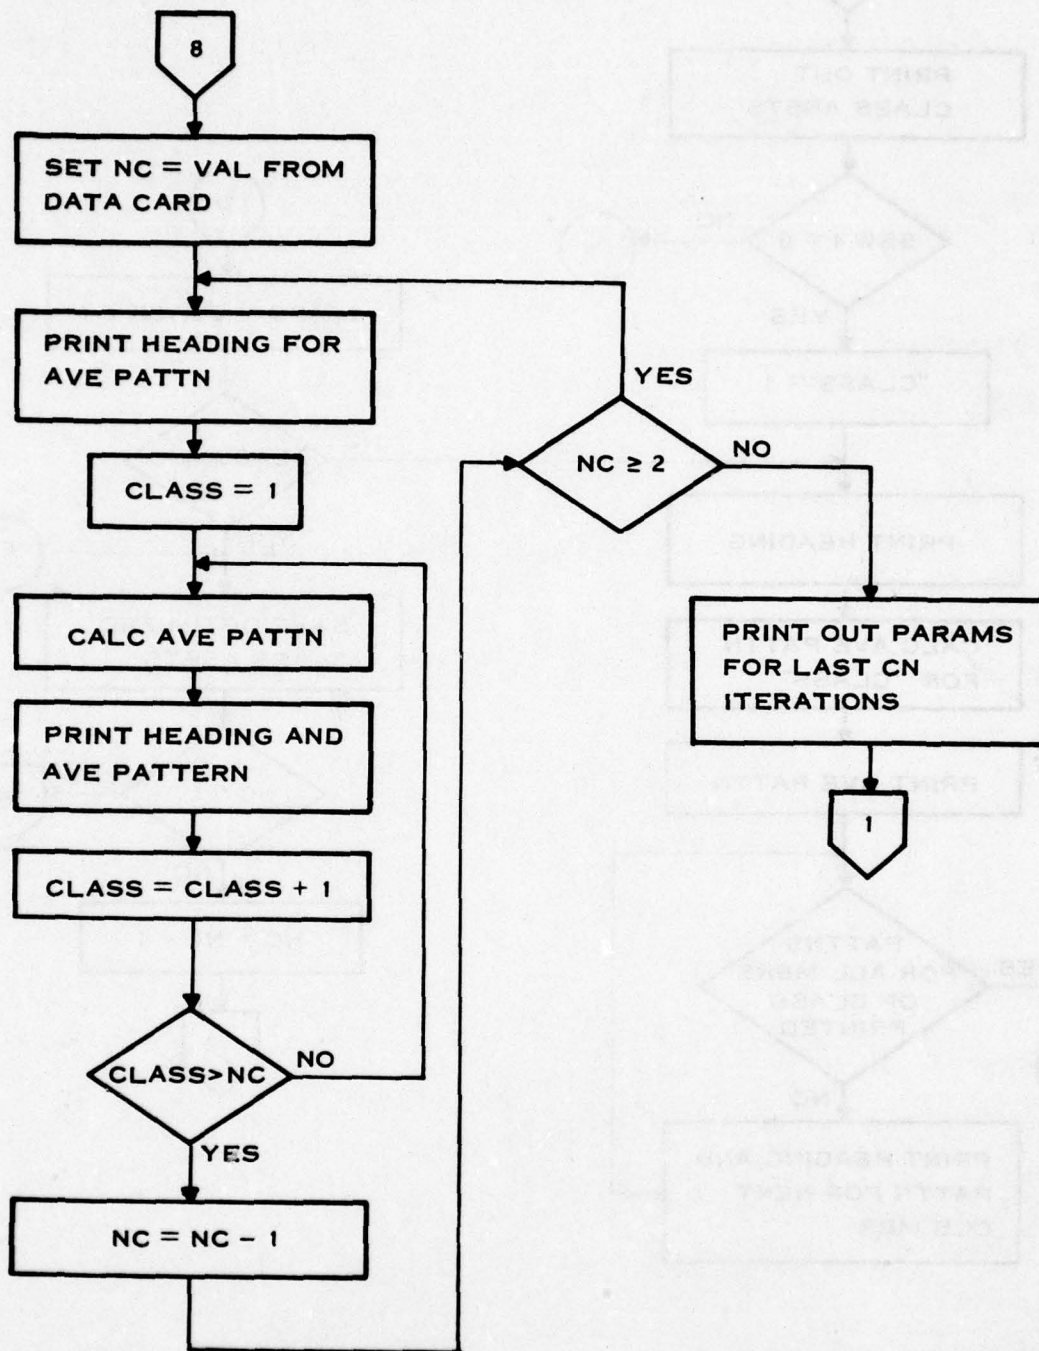 8
SET NC = VAL FROM
DATA CARD
PRINT HEADING FOR
AVE PATTN
CLASS = 1
CALC AVE PATTN
PRINT HEADING AND
AVE PATTERN
CLASS = CLASS + 1
CLASS>NC
NO
YES
NC = NC - 1
NC ≥ 2
YES
NO
PRINT OUT PARAMS
FOR LAST CN
ITERATIONS
1